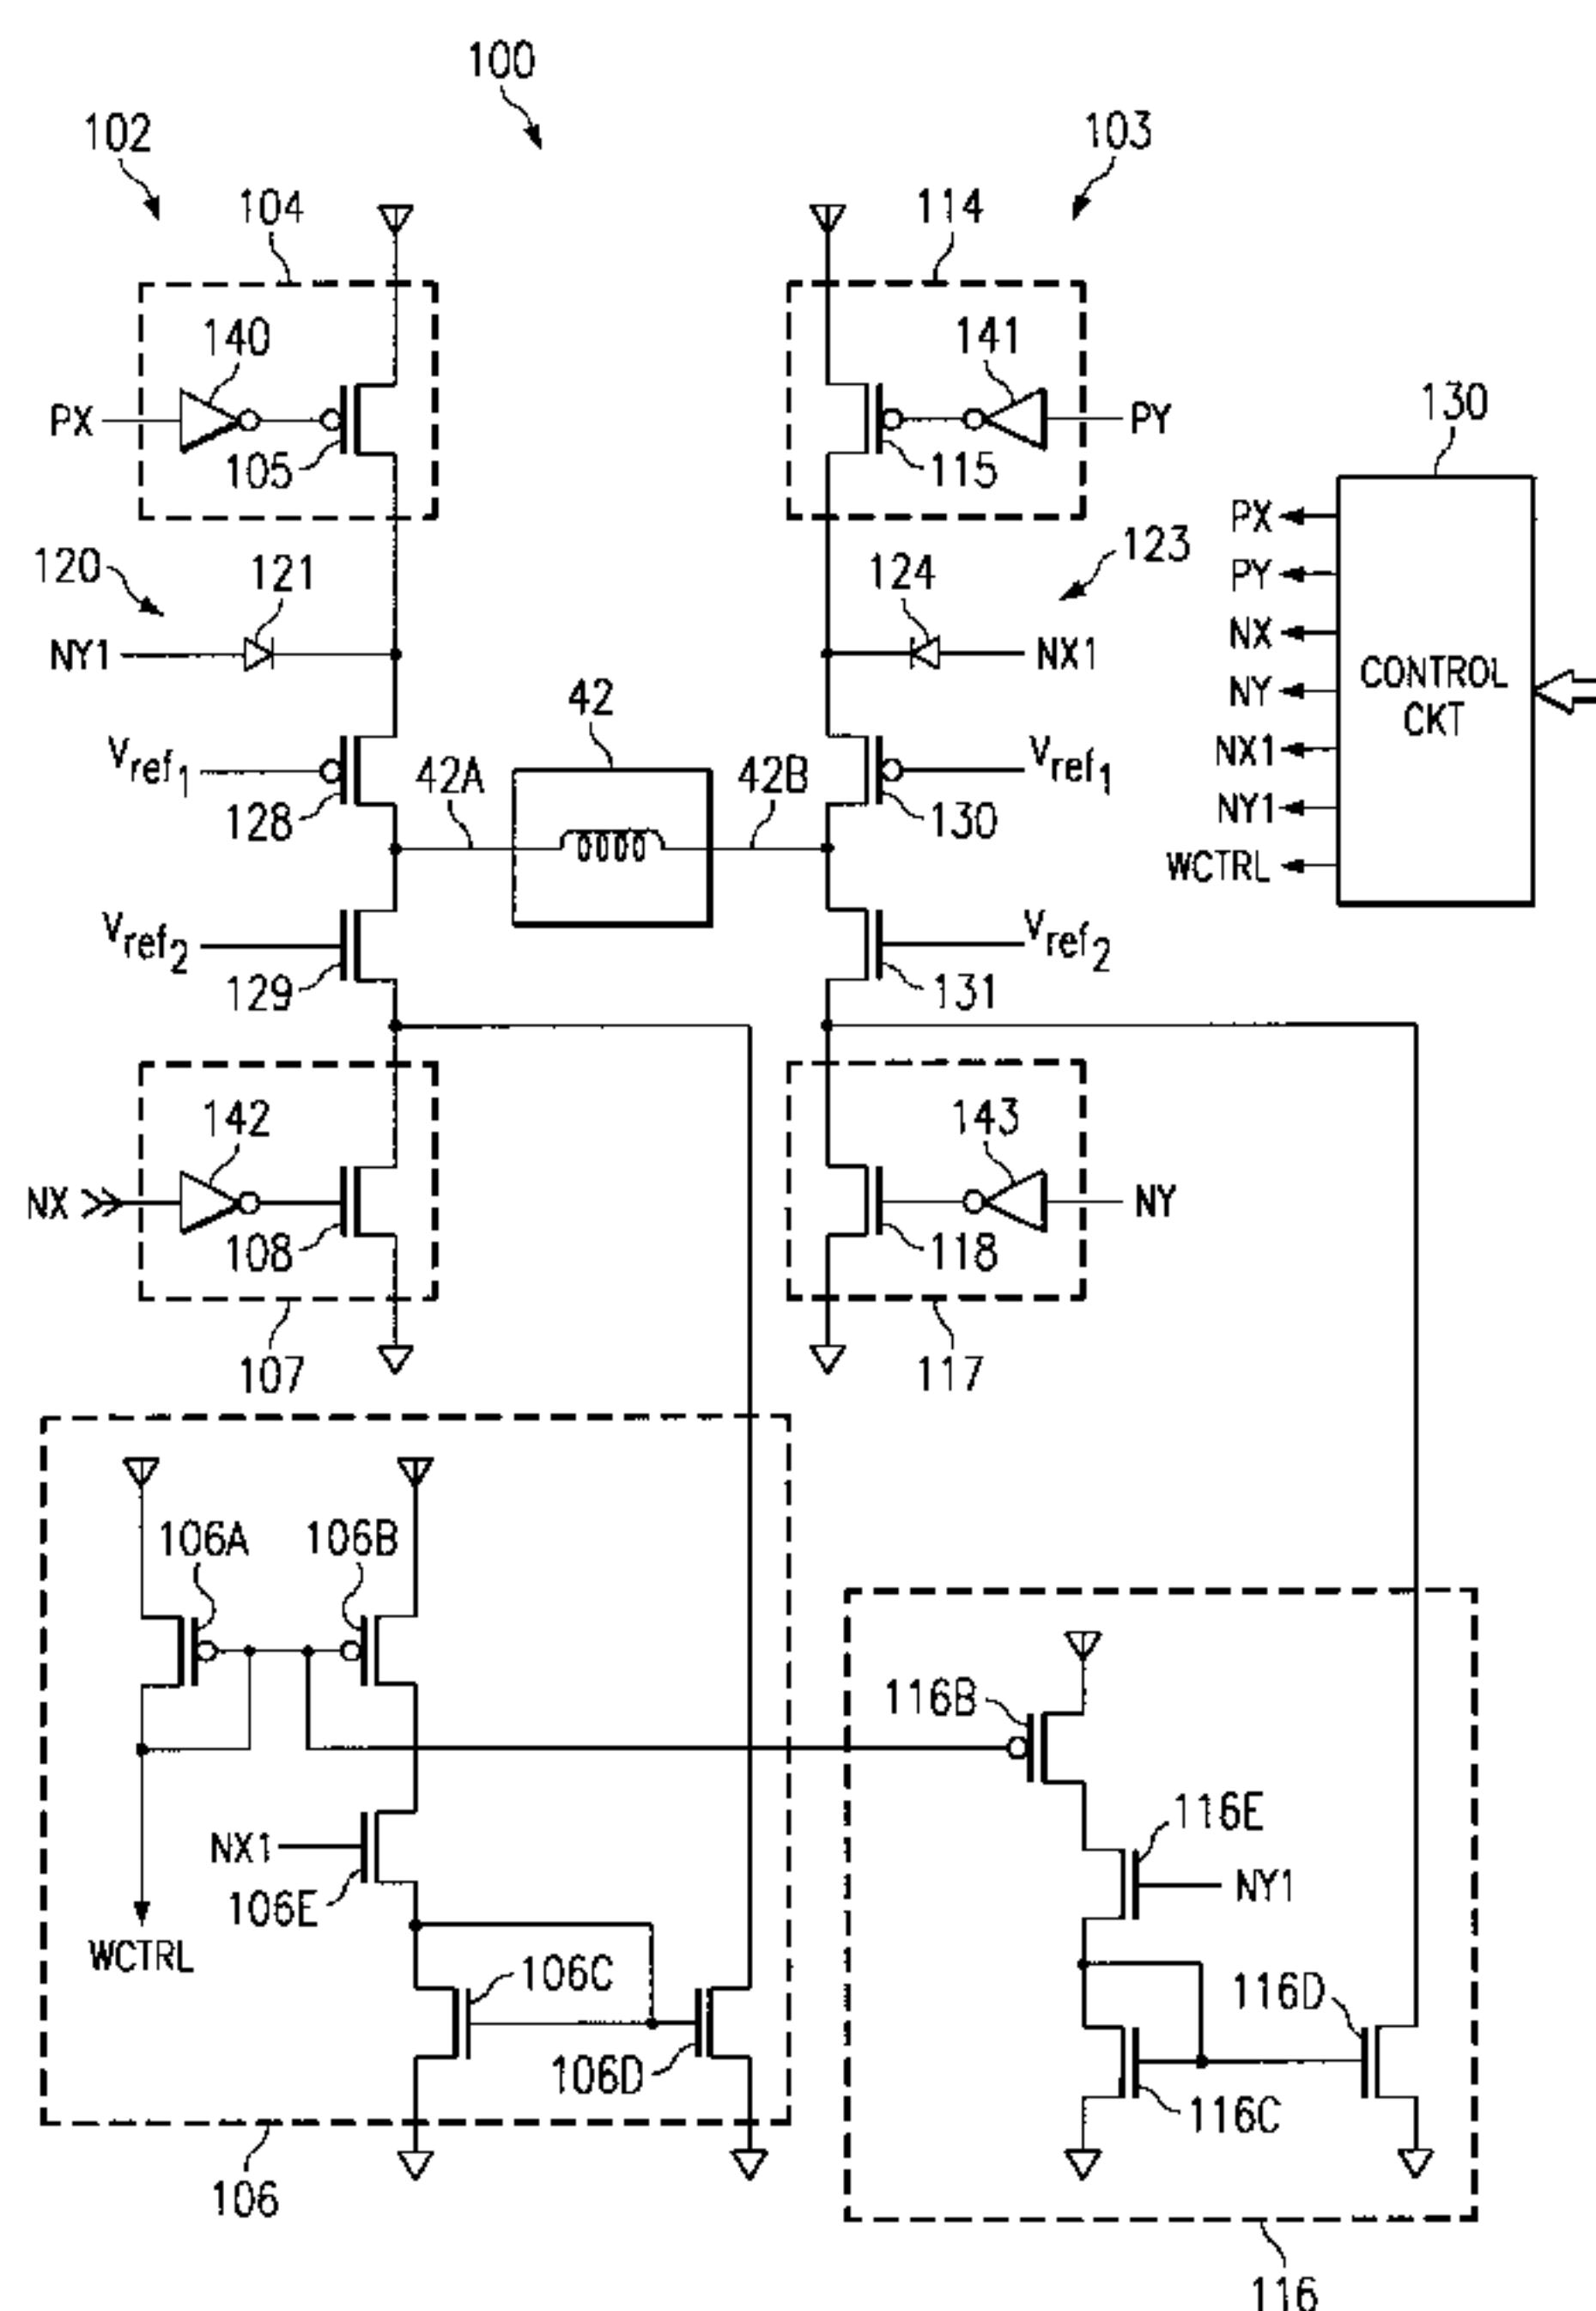 100
102
103
104
114
140
141
PX
PY
105
115
130
PX
PY
NX
NY
NX1
NY1
WCTRL
CONTROL
CKT
120
121
124
123
NY1
NX1
Vref1
42
Vref1
42A
42B
128
130
Vref2
Vref2
129
131
142
143
NX
NY
108
118
107
117
106A
106B
116B
116E
NX1
NY1
106E
WCTRL
106C
116D
106D
116C
106
116